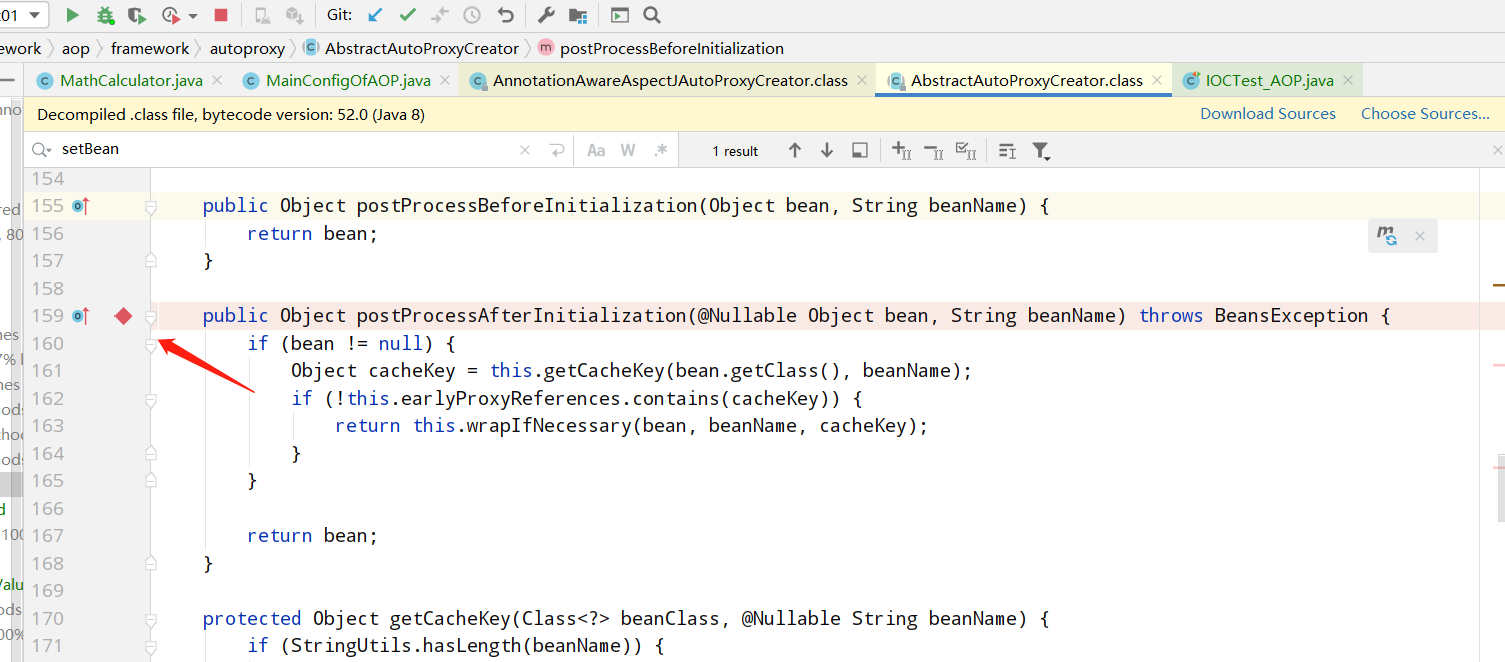 01 Git:
ework aop framework autoproxy C AbstractAutoProxyCreator m postProcessBeforeInitialization
C MathCalculator.java C MainConfigOfAOP.java C AnnotationAwareAspectJAutoProxyCreator.class C AbstractAutoProxyCreator.class C IOCTest_AOP.java
Decompiled .class file, bytecode version: 52.0 (Java 8) Download Sources Choose Sources...
setBean Aa W .* 1 result
154
155 public Object postProcessBeforeInitialization(Object bean, String beanName) {
156 return bean;
157 }
158
159 public Object postProcessAfterInitialization(@Nullable Object bean, String beanName) throws BeansException {
160 if (bean != null) {
161 Object cacheKey = this.getCacheKey(bean.getClass(), beanName);
162 if (!this.earlyProxyReferences.contains(cacheKey)) {
163 return this.wrapIfNecessary(bean, beanName, cacheKey);
164 }
165 }
166
167 return bean;
168 }
169
170 protected Object getCacheKey(Class<?> beanClass, @Nullable String beanName) {
171 if (StringUtils.hasLength(beanName)) {